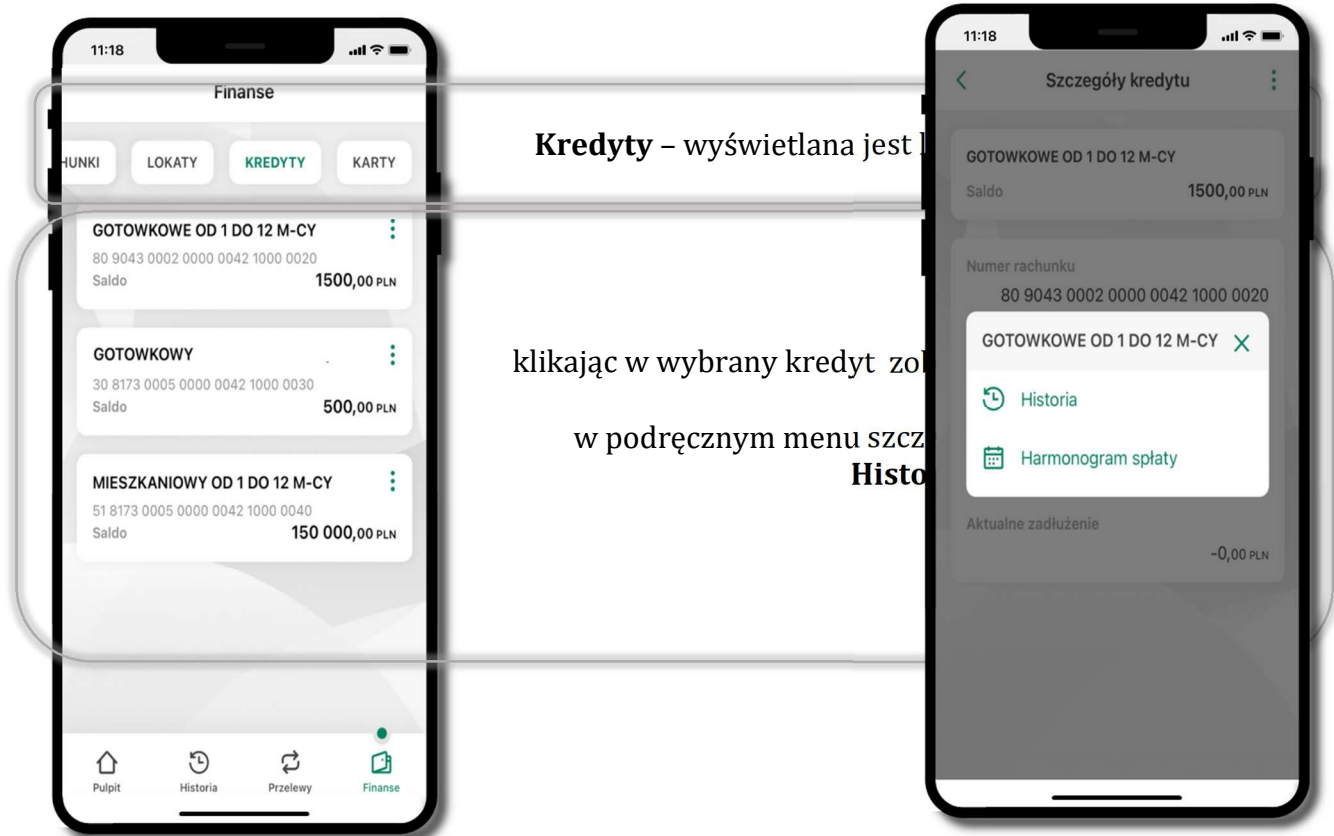 11:18
Finanse
HUNKI LOKATY KREDYTY KARTY
GOTOWKOWE OD 1 DO 12 M-CY
80 9043 0002 0000 0042 1000 0020
Saldo 1500,00 PLN
GOTOWKOWY
30 8173 0005 0000 0042 1000 0030
Saldo 500,00 PLN
MIESZKANIOWY OD 1 DO 12 M-CY
51 8173 0005 0000 0042 1000 0040
Saldo 150 000,00 PLN
Pulpit Historia Przelewy Finanse
Kredyty – wyświetlana jest
klikając w wybrany kredyt
w podręcznym menu
11:18
Szczegóły kredytu
GOTOWKOWE OD 1 DO 12 M-CY
Saldo 1500,00 PLN
Numer rachunku
80 9043 0002 0000 0042 1000 0020
GOTOWKOWE OD 1 DO 12 M-CY
Historia
Harmonogram spłaty
Aktualne zadłużenie
-0,00 PLN